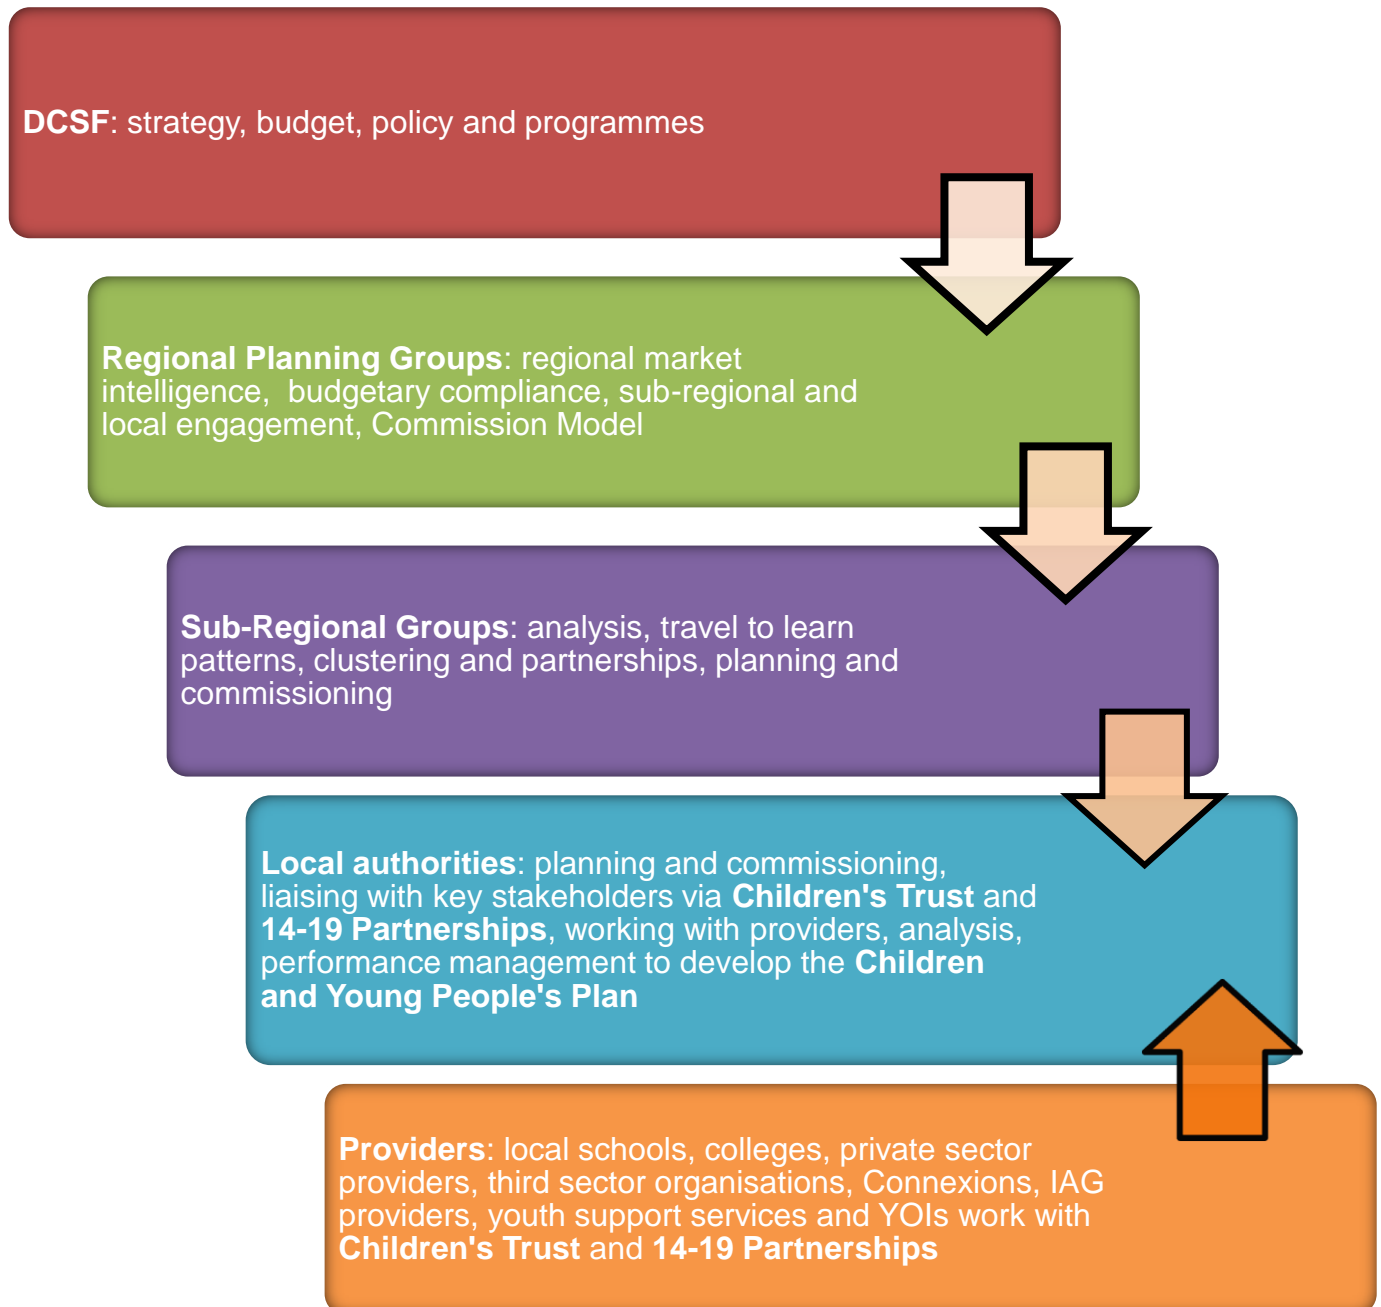 DCSF: strategy, budget, policy and programmes
Regional Planning Groups: regional market
intelligence,  budgetary compliance, sub-regional and
local engagement, Commission Model
Sub-Regional Groups: analysis, travel to learn
patterns, clustering and partnerships, planning and
commissioning
Local authorities: planning and commissioning,
liaising with key stakeholders via Children's Trust and
14-19 Partnerships, working with providers, analysis,
performance management to develop the Children
and Young People's Plan
Providers: local schools, colleges, private sector
providers, third sector organisations, Connexions, IAG
providers, youth support services and YOIs work with
Children's Trust and 14-19 Partnerships